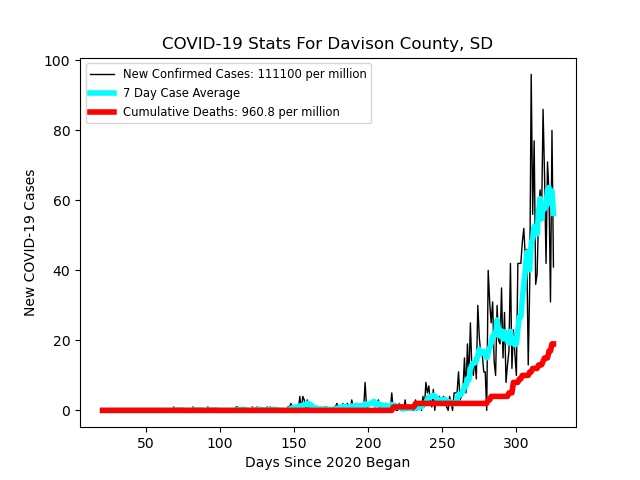 COVID-19 Stats For Davison County, SD
New Confirmed Cases: 111100 per million
7 Day Case Average
Cumulative Deaths: 960.8 per million
New COVID-19 Cases
100
80
60
40
20
0
50 100 150 200 250 300
Days Since 2020 Began